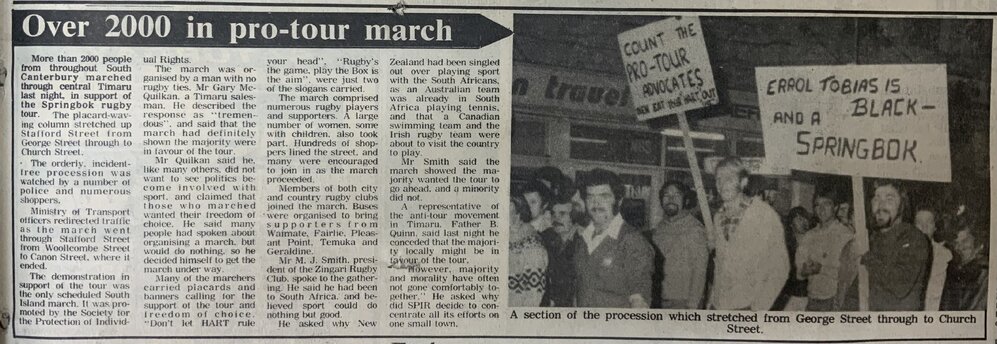 Over 2000 in pro-tour march
More than 2000 people
from throughout South
Canterbury marched
through central Timaru
last night, in support of
the Springbok rugby
tour. The placard-wav-
ing column stretched up
Stafford Street from
George Street through to
Church Street.
The orderly, incident-
free procession was
watched by a number of
police and numerous
shoppers.
Ministry of Transport
officers redirected traffic
as the march went
through Stafford Street
from Woollcombe Street
to Canon Street, where it
ended.
The demonstration in
support of the tour was
the only scheduled South
Island march. It was pro-
moted by the Society for
the Protection of Individ-
ual Rights.
The march was or-
ganised by a man with no
rugby ties, Mr Gary Mc-
Quilkan, a Timaru sales-
man. He described the
response as "tremen-
dous", and said that the
march had definitely
shown the majority were
in favour of the tour.
Mr Quilkan said he,
like many others, did not
want to see politics be-
come involved with
sport, and claimed that
those who marched
wanted their freedom of
choice. He said many
people had spoken about
organising a march, but
would do nothing, so he
decided himself to get the
march under way.
Many of the marchers
carried placards and
banners calling for the
support of the tour and
freedom of choice.
"Don't let HART rule
your head", "Rugby's
the game, play the Box is
the aim", were just two
of the slogans carried.
The march comprised
numerous rugby players
and supporters. A large
number of women, some
with children, also took
part. Hundreds of shop-
pers lined the street, and
many were encouraged
to join in as the march
proceeded.
Members of both city
and country rugby clubs
joined the march. Buses
were organised to bring
supporters from
Waimate, Fairlie, Pleas-
ant Point, Temuka and
Geraldine.
Mr M. J. Smith, presi-
dent of the Zingari Rugby
Club, spoke to the gather-
ing. He said he had been
to South Africa, and be-
lieved sport could do
nothing but good.
He asked why New
Zealand had been singled
out over playing sport
with the South Africans,
as an Australian team
was already in South
Africa playing tennis,
and that a Canadian
swimming team and the
Irish rugby team were
about to visit the country
to play.
Mr Smith said the
march showed the ma-
jority wanted the tour to
go ahead, and a minority
did not.
A representative of
the anti-tour movement
in Timaru, Father B.
Quinn, said last night he
conceded that the majori-
ty locally might be in
favour of the tour.
"However, majority
and morality have often
not gone comfortably to-
gether." He asked why
did SPIR decide to con-
centrate all its efforts on
one small town.
COUNT THE
PRO-TOUR
ADVOCATES
travel
ERROL TOBIAS IS
BLACK-
AND A
SPRINGBOK
A section of the procession which stretched from George Street through to Church
Street.